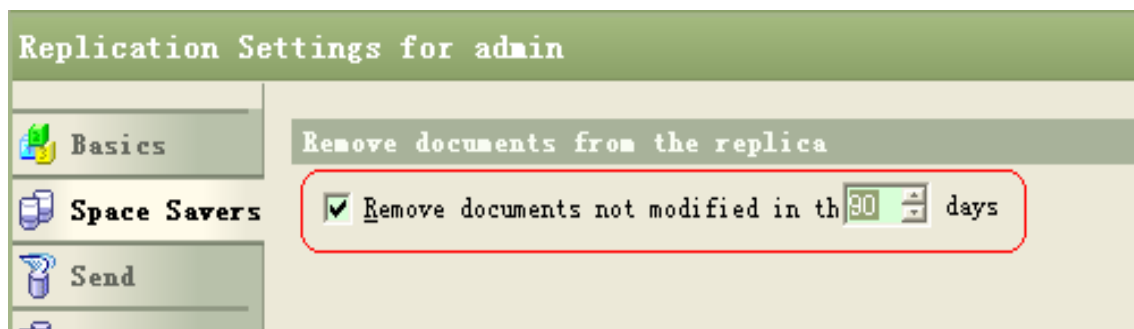 Replication Settings for admin
Basics
Remove documents from the replica
Space Savers
Remove documents not modified in th 90 days
Send